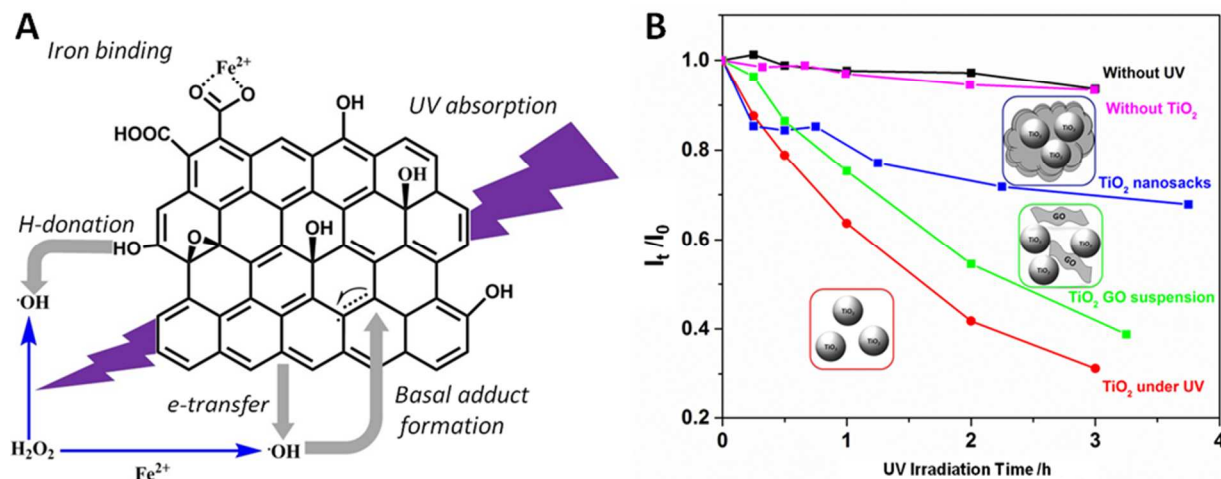 A
Iron binding
Fe²⁺
O
O
OH
HOOC
UV absorption
OH
H-donation
O
OH
HO
·OH
OH
e-transfer
Basal adduct
formation
H₂O₂
Fe²⁺
·OH
B
Iₜ/I₀
1.0
0.8
0.6
0.4
0.2
Without UV
Without TiO₂
TiO₂
TiO₂
TiO₂
TiO₂ nanosacks
GO
TiO₂
TiO₂
GO
TiO₂
TiO₂ GO suspension
TiO₂
TiO₂
TiO₂
TiO₂ under UV
0
1
2
3
4
UV Irradiation Time /h